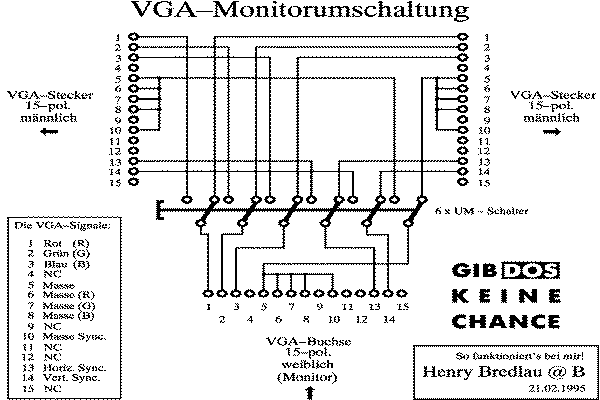 VGA–Monitorumschaltung
1
2
3
4
5
6
7
8
9
10
11
12
13
14
15
VGA–Stecker
15–pol.
männlich
1
2
3
4
5
6
7
8
9
10
11
12
13
14
15
VGA–Stecker
15–pol.
männlich
6 x UM – Schalter
Die VGA–Signale:
1 Rot (R)
2 Grün (G)
3 Blau (B)
4 NC
5 Masse
6 Masse (R)
7 Masse (G)
8 Masse (B)
9 NC
10 Masse Sync.
11 NC
12 NC
13 Horiz. Sync.
14 Vert. Sync.
15 NC
1 3 5 7 9 11 13 15
2 4 6 8 10 12 14
VGA–Buchse
15–pol.
weiblich
(Monitor)
GIB DOS
KEINE
CHANCE
So funktioniert's bei mir!
Henry Bredlau @ B
21.02.1995